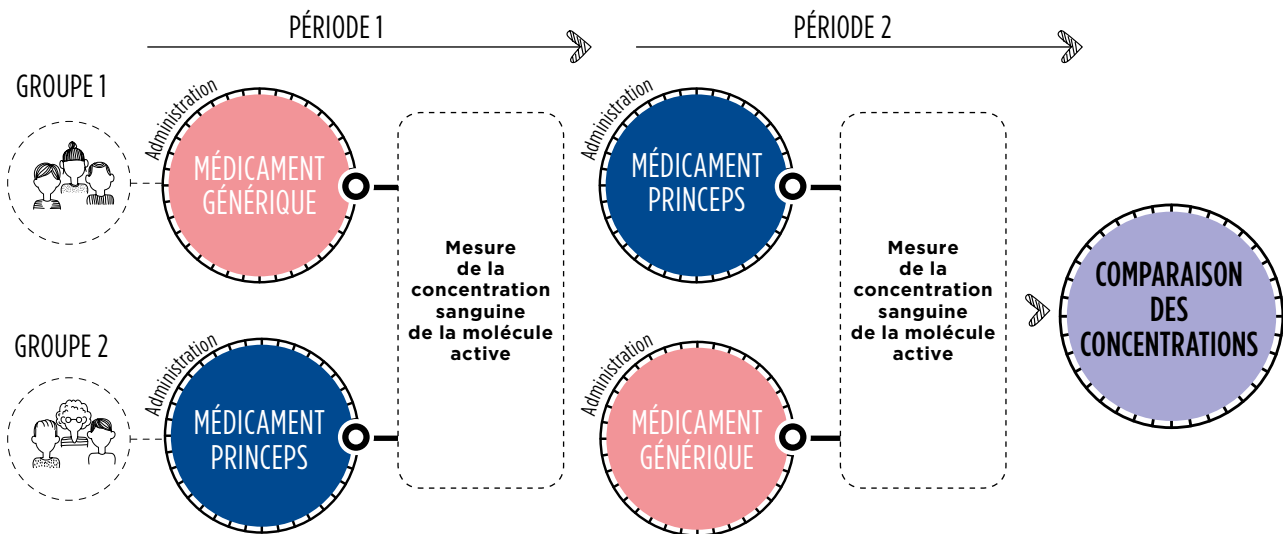 PÉRIODE 1
PÉRIODE 2
GROUPE 1
Administration
MÉDICAMENT
GÉNÉRIQUE
Mesure
de la
concentration
sanguine
de la molécule
active
Administration
MÉDICAMENT
PRINCEPS
Mesure
de la
concentration
sanguine
de la molécule
active
COMPARAISON
DES
CONCENTRATIONS
GROUPE 2
Administration
MÉDICAMENT
PRINCEPS
Administration
MÉDICAMENT
GÉNÉRIQUE